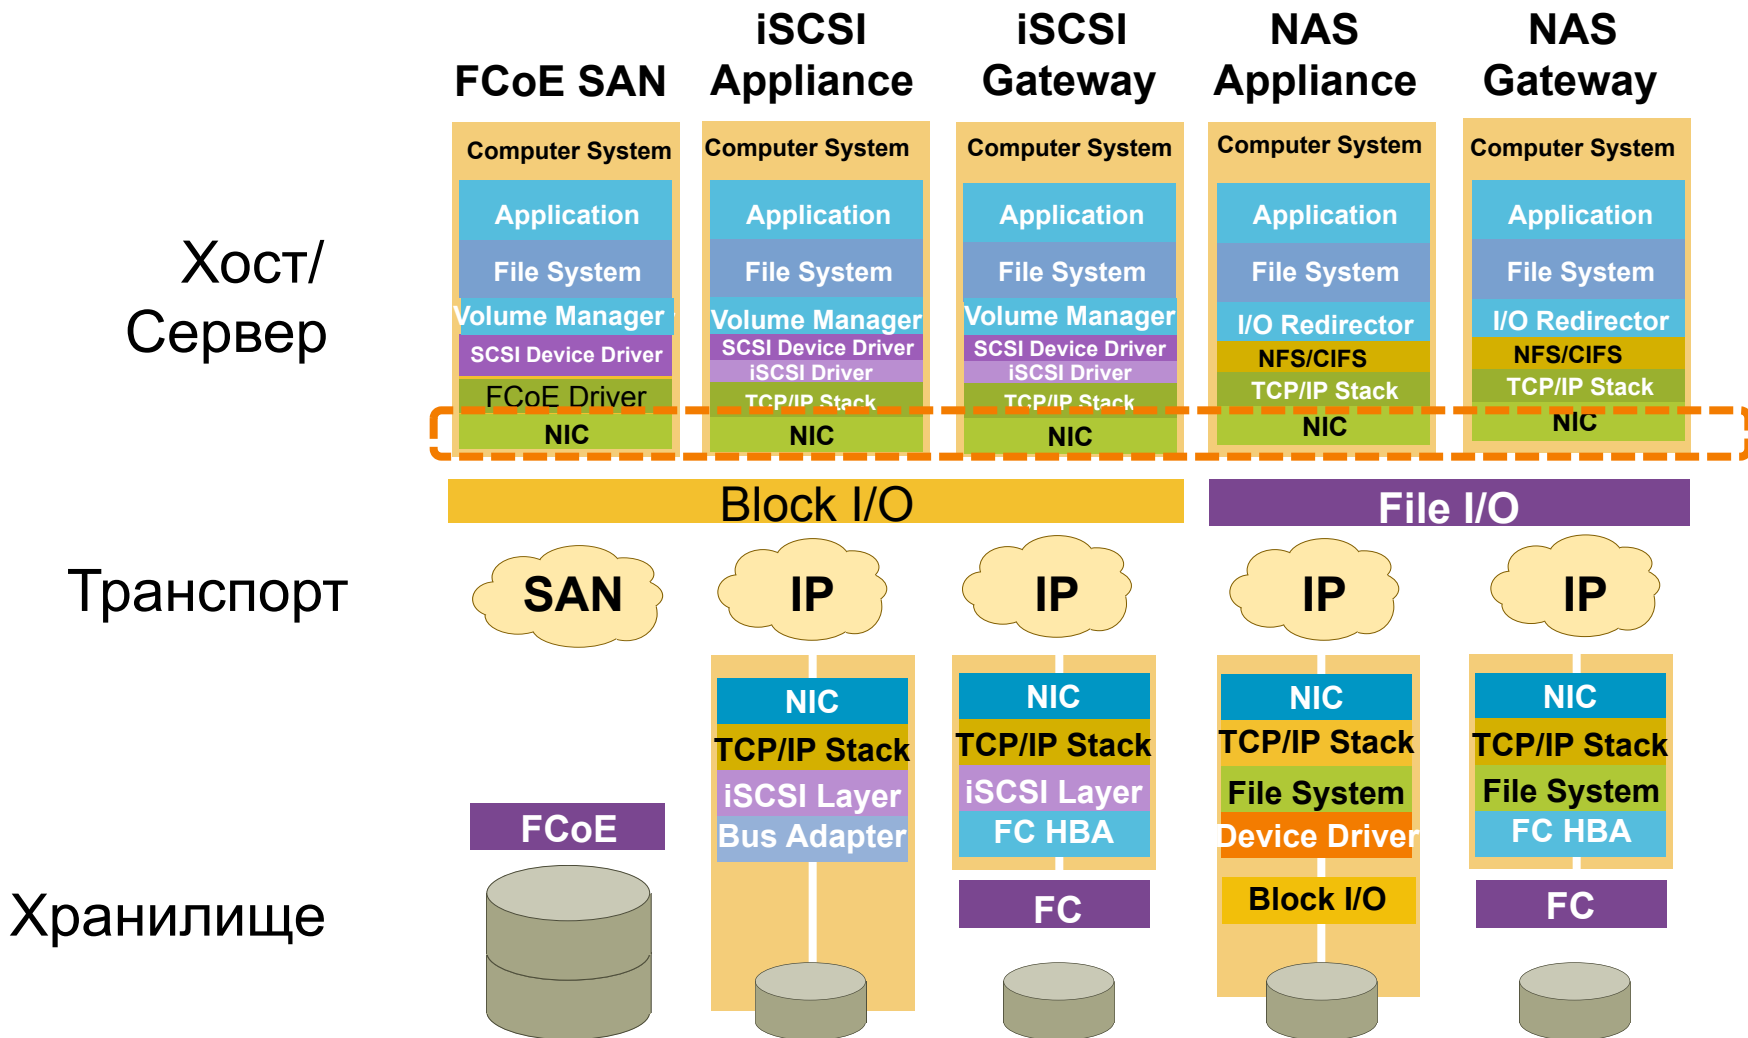 FCoE SAN
iSCSI
Appliance
iSCSI
Gateway
NAS
Appliance
NAS
Gateway
Хост/
Сервер
Computer System
Application
File System
Volume Manager
SCSI Device Driver
FCoE Driver
NIC
Computer System
Application
File System
Volume Manager
SCSI Device Driver
iSCSI Driver
TCP/IP Stack
NIC
Computer System
Application
File System
Volume Manager
SCSI Device Driver
iSCSI Driver
TCP/IP Stack
NIC
Computer System
Application
File System
I/O Redirector
NFS/CIFS
TCP/IP Stack
NIC
Computer System
Application
File System
I/O Redirector
NFS/CIFS
TCP/IP Stack
NIC
Block I/O
File I/O
Транспорт
SAN
IP
IP
IP
IP
Хранилище
FCoE
NIC
TCP/IP Stack
iSCSI Layer
Bus Adapter
NIC
TCP/IP Stack
iSCSI Layer
FC HBA
FC
NIC
TCP/IP Stack
File System
Device Driver
Block I/O
NIC
TCP/IP Stack
File System
FC HBA
FC